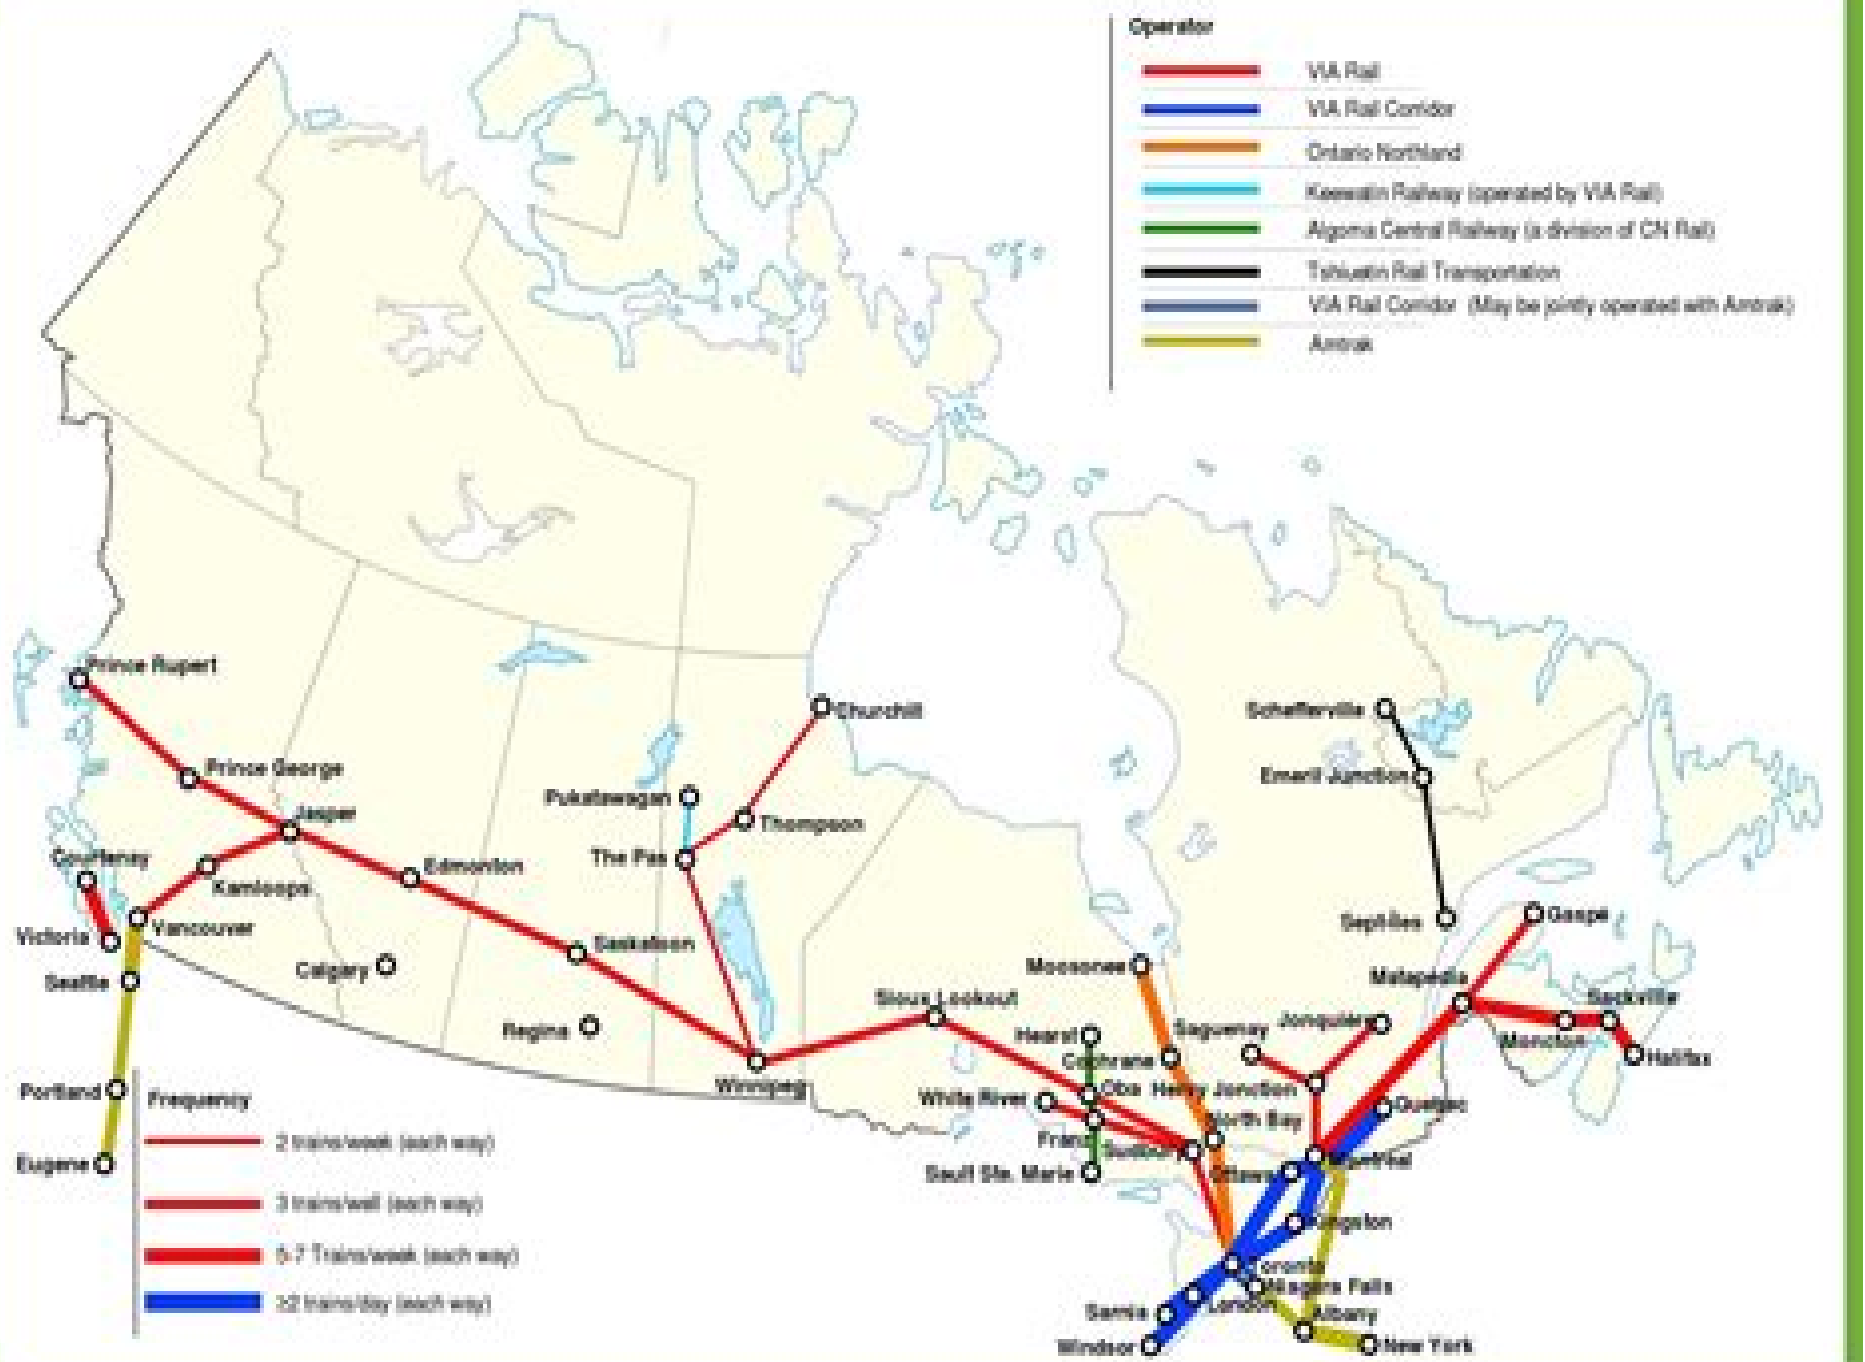 Operator
VIA Rail
VIA Rail Corridor
Ontario Northland
Keewatin Railway (operated by VIA Rail)
Algoma Central Railway (a division of CN Rail)
Tshiuetin Rail Transportation
VIA Rail Corridor (May be jointly operated with Amtrak)
Amtrak
Prince Rupert
Churchill
Schefferville
Prince George
Emeril Junction
Pukatawagan
Jasper
Thompson
Courtenay
The Pas
Edmonton
Kamloops
Gaspé
Septiles
Vancouver
Victoria
Saskatoon
Calgary
Moosonee
Seattle
Matapedia
Sioux Lookout
Sackville
Regina
Hearst
Saguenay
Jonquiere
Moncton
Cochrane
Halifax
Winnipeg
Oba
Hervy Junction
Portland
White River
Quebec
North Bay
Franz
Sudbury
Montreal
Eugene
Sault Ste. Marie
Ottawa
Kingston
Toronto
Niagara Falls
London
Sarnia
Albany
Windsor
New York
Frequency
2 trains/week (each way)
3 trains/well (each way)
5-7 Trains/week (each way)
≥2 trains/day (each way)